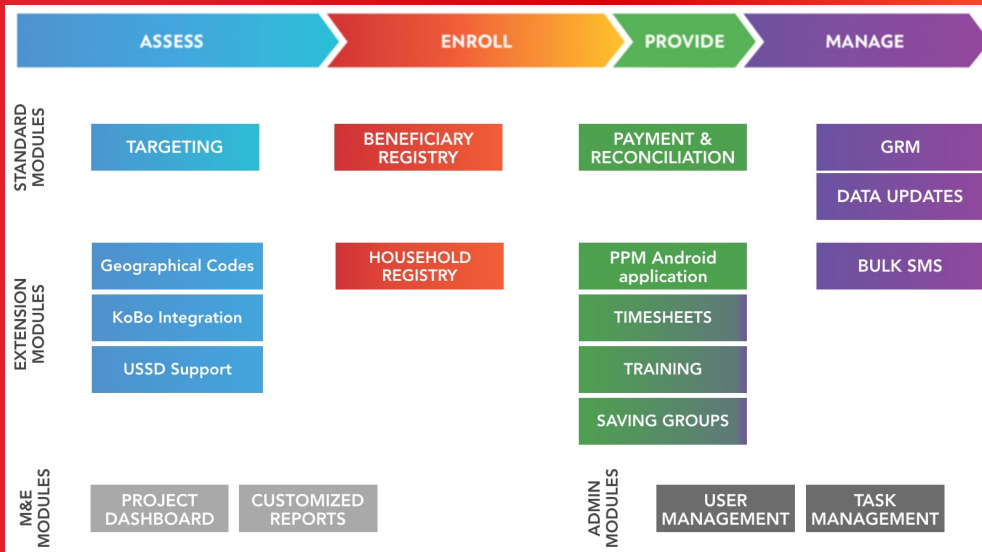 ASSESS
ENROLL
PROVIDE
MANAGE
STANDARD
MODULES
TARGETING
BENEFICIARY
REGISTRY
PAYMENT &
RECONCILIATION
GRM
DATA UPDATES
EXTENSION
MODULES
Geographical Codes
KoBo Integration
USSD Support
HOUSEHOLD
REGISTRY
PPM Android
application
TIMESHEETS
TRAINING
SAVING GROUPS
BULK SMS
M&E
MODULES
PROJECT
DASHBOARD
CUSTOMIZED
REPORTS
ADMIN
MODULES
USER
MANAGEMENT
TASK
MANAGEMENT